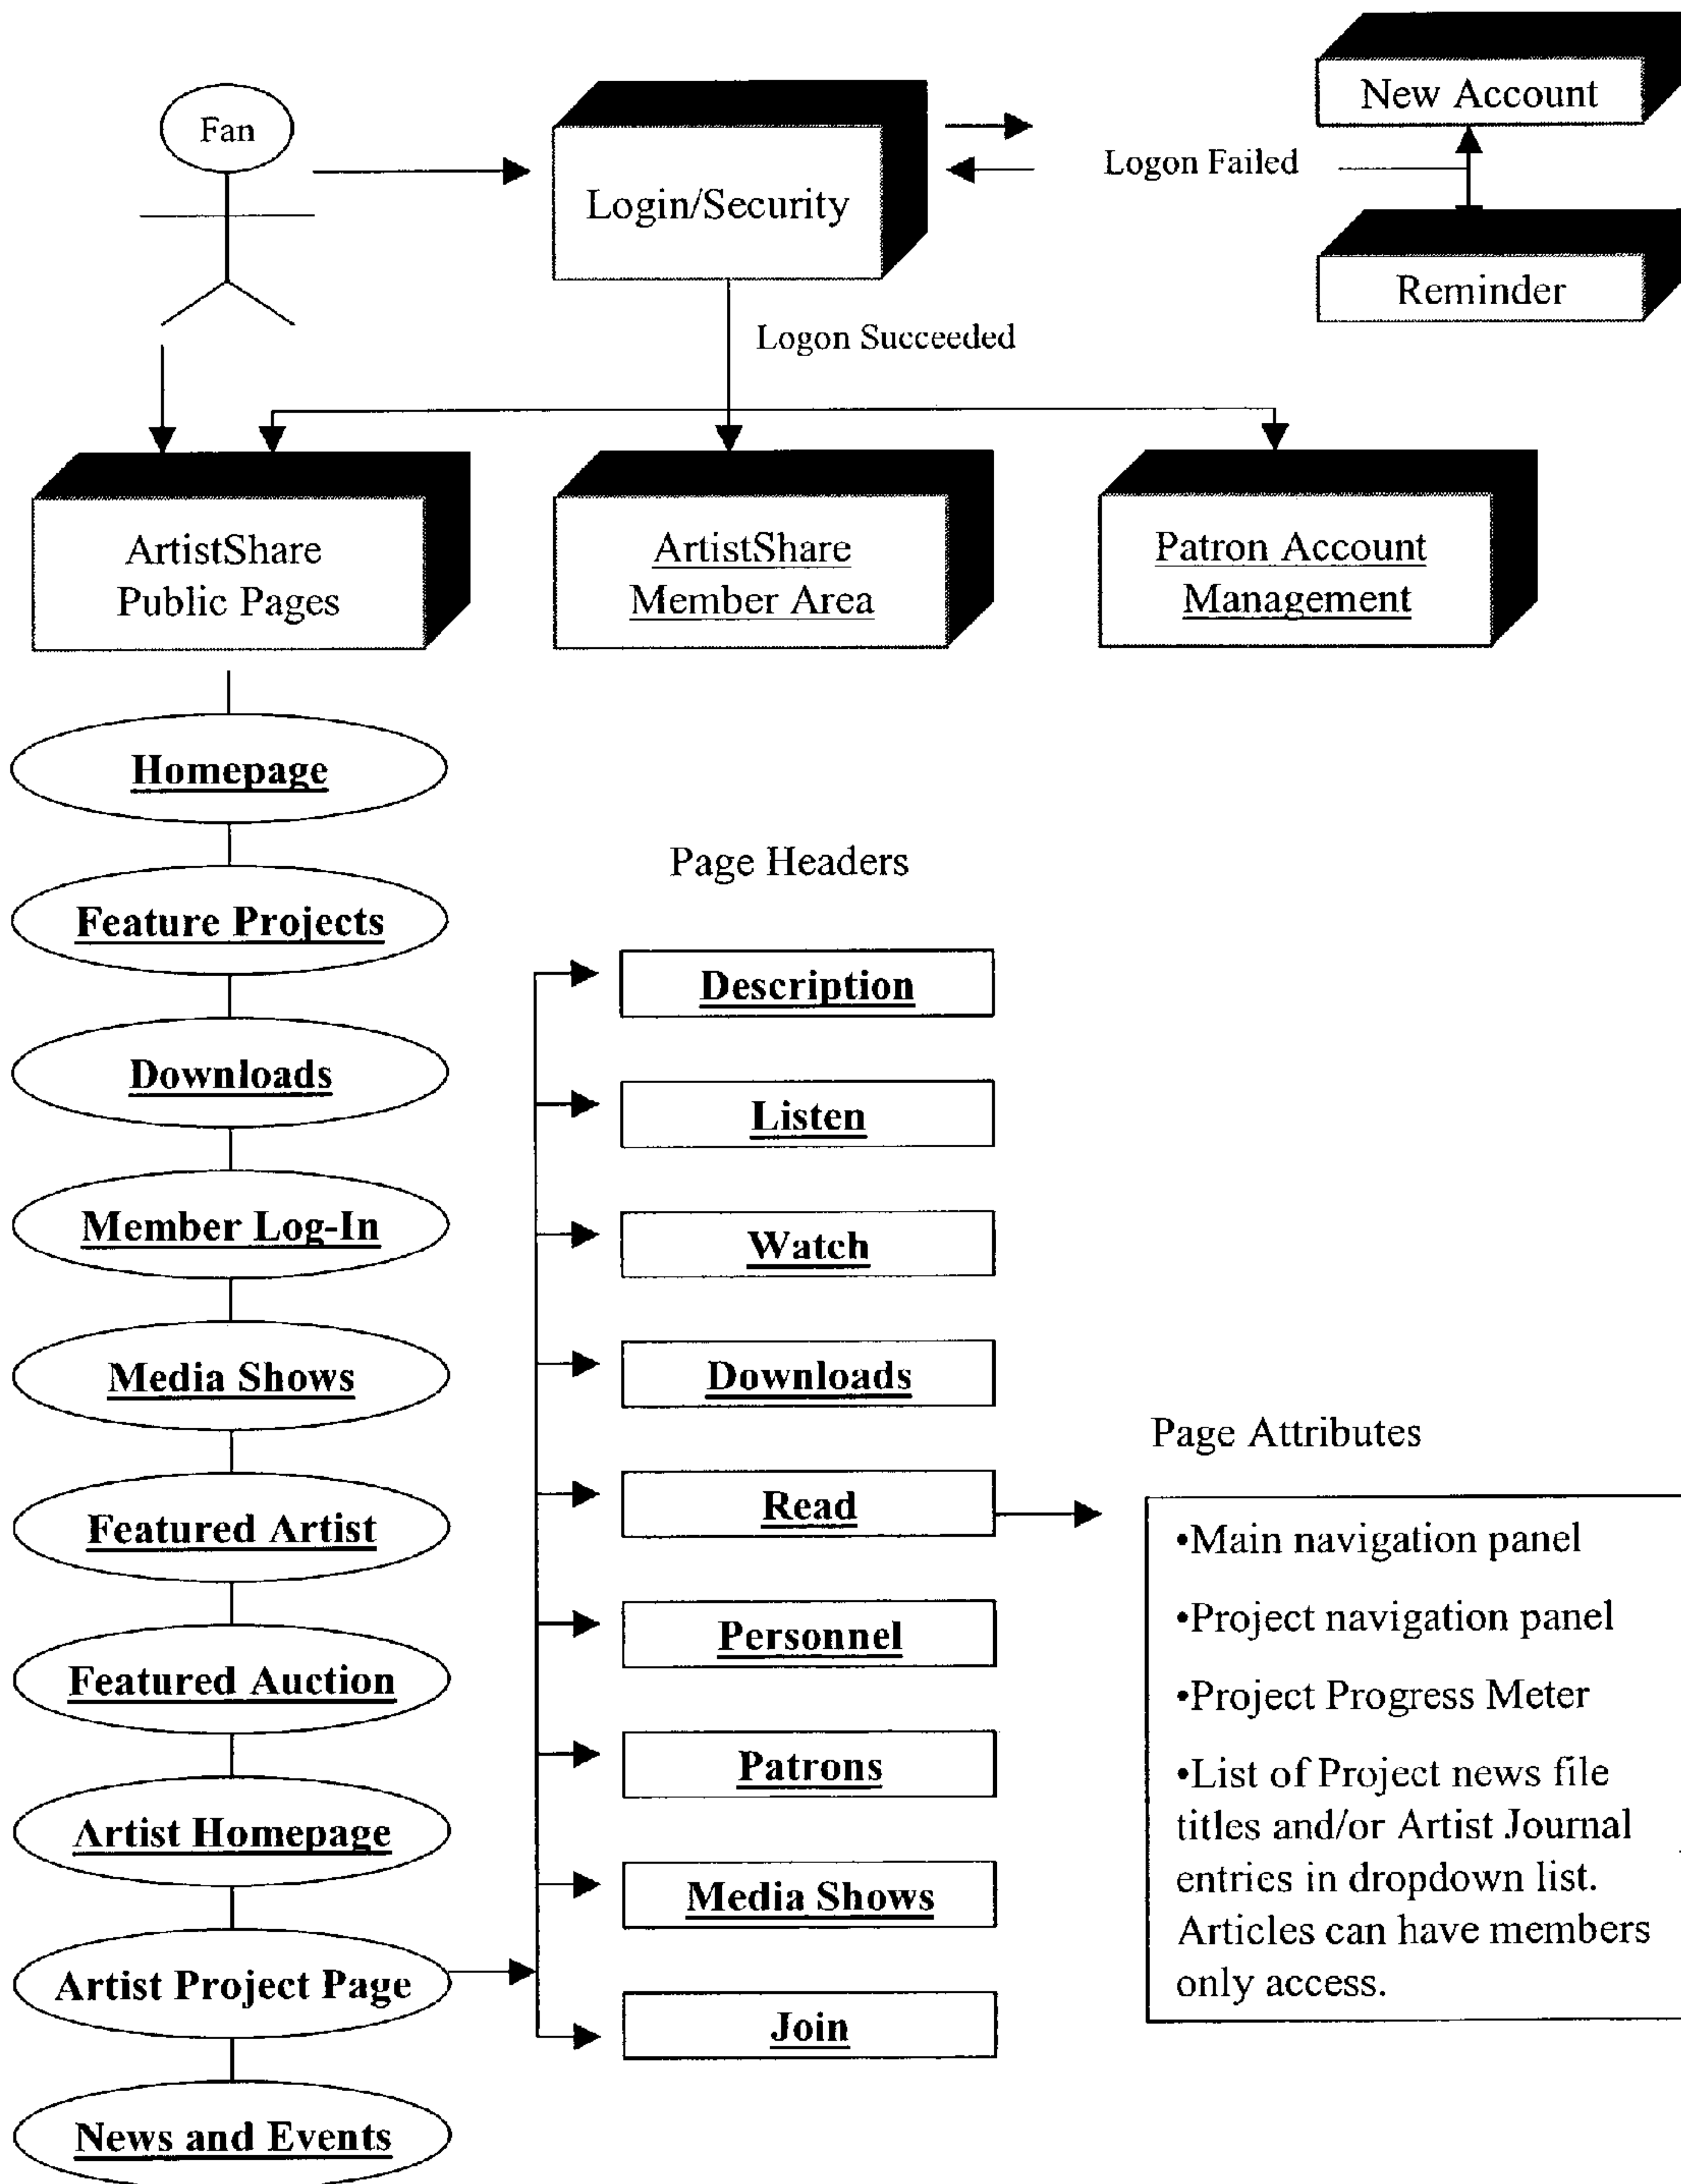 Fan
Login/Security
New Account
Logon Failed
Reminder
Logon Succeeded
ArtistShare
Public Pages
ArtistShare
Member Area
Patron Account
Management
Homepage
Feature Projects
Downloads
Member Log-In
Media Shows
Featured Artist
Featured Auction
Artist Homepage
Artist Project Page
News and Events
Page Headers
Description
Listen
Watch
Downloads
Read
Personnel
Patrons
Media Shows
Join
Page Attributes
•Main navigation panel
•Project navigation panel
•Project Progress Meter
•List of Project news file
titles and/or Artist Journal
entries in dropdown list.
Articles can have members
only access.